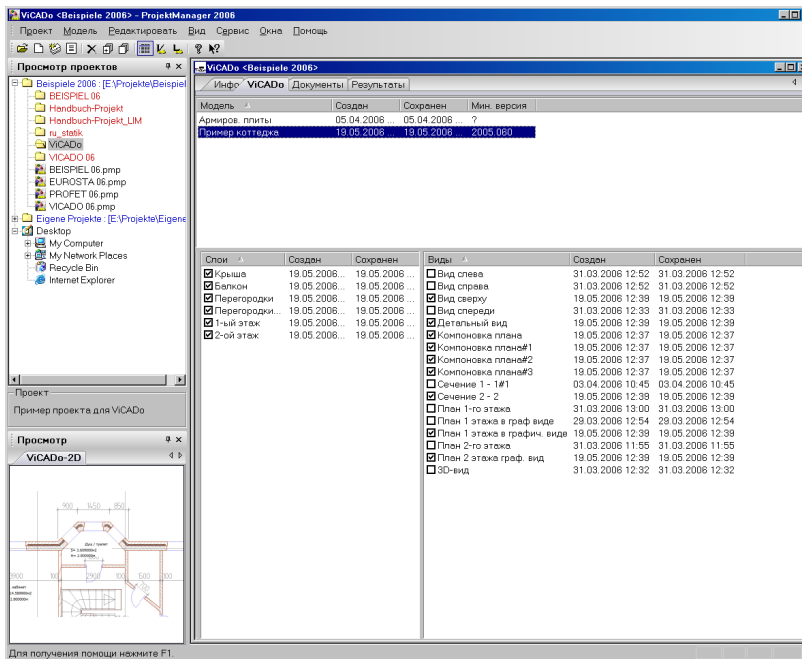 ViCADo <Beispiele 2006> - ProjektManager 2006
Проект Модель Редактировать Вид Сервис Окна Помощь
Просмотр проектов
Beispiele 2006 : [E:\Projekte\Beispiel
BEISPIEL 06
Handbuch-Projekt
Handbuch-Projekt_LIM
ru_statik
ViCADo
VICADO 06
BEISPIEL 06.pmp
EUROSTA 06.pmp
PROFET 06.pmp
VICADO 06.pmp
Eigene Projekte : [E:\Projekte\Eigene
Desktop
My Computer
My Network Places
Recycle Bin
Internet Explorer
Проект
Пример проекта для ViCADo
Просмотр
ViCADo-2D
900 1450 850
Душ / туалет
3900 100 2900 100 1500 100
кабинет
ViCADo <Beispiele 2006>
Инфо ViCADo Документы Результаты
Модель Создан Сохранен Мин. версия
Армиров. плиты 05.04.2006 ... 05.04.2006 ... ?
Пример коттеджа 19.05.2006 ... 19.05.2006 ... 2005.060
Слои Создан Сохранен
Крыша 19.05.2006... 19.05.2006 ...
Балкон 19.05.2006... 19.05.2006 ...
Перегородки 19.05.2006... 19.05.2006 ...
Перегородки... 19.05.2006... 19.05.2006 ...
1-ый этаж 19.05.2006... 19.05.2006 ...
2-ой этаж 19.05.2006... 19.05.2006 ...
Виды Создан Сохранен
Вид слева 31.03.2006 12:52 31.03.2006 12:52
Вид справа 31.03.2006 12:52 31.03.2006 12:52
Вид сверху 19.05.2006 12:39 19.05.2006 12:39
Вид спереди 31.03.2006 12:33 31.03.2006 12:33
Детальный вид 19.05.2006 12:39 19.05.2006 12:39
Компоновка плана 19.05.2006 12:37 19.05.2006 12:37
Компоновка плана#1 19.05.2006 12:37 19.05.2006 12:37
Компоновка плана#2 19.05.2006 12:37 19.05.2006 12:37
Компоновка плана#3 19.05.2006 12:37 19.05.2006 12:37
Сечение 1 - 1#1 03.04.2006 10:45 03.04.2006 10:45
Сечение 2 - 2 19.05.2006 12:39 19.05.2006 12:39
План 1-го этажа 31.03.2006 13:00 31.03.2006 13:00
План 1 этажа в граф виде 29.03.2006 12:54 29.03.2006 12:54
План 1 этажа в графич. виде 19.05.2006 12:39 19.05.2006 12:39
План 2-го этажа 31.03.2006 11:55 31.03.2006 11:55
План 2 этажа граф. вид 19.05.2006 12:39 19.05.2006 12:39
3D-вид 31.03.2006 12:32 31.03.2006 12:32
Для получения помощи нажмите F1.